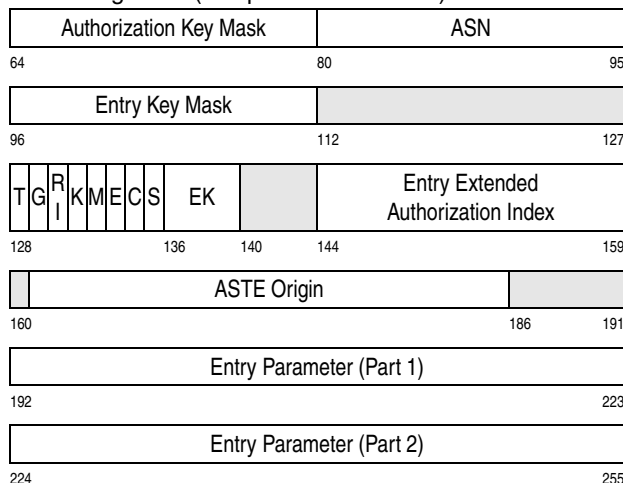 Authorization Key Mask ASN
64 80 95
Entry Key Mask
96 112 127
T G R I K M E C S EK Entry Extended Authorization Index
128 136 140 144 159
ASTE Origin
160 186 191
Entry Parameter (Part 1)
192 223
Entry Parameter (Part 2)
224 255